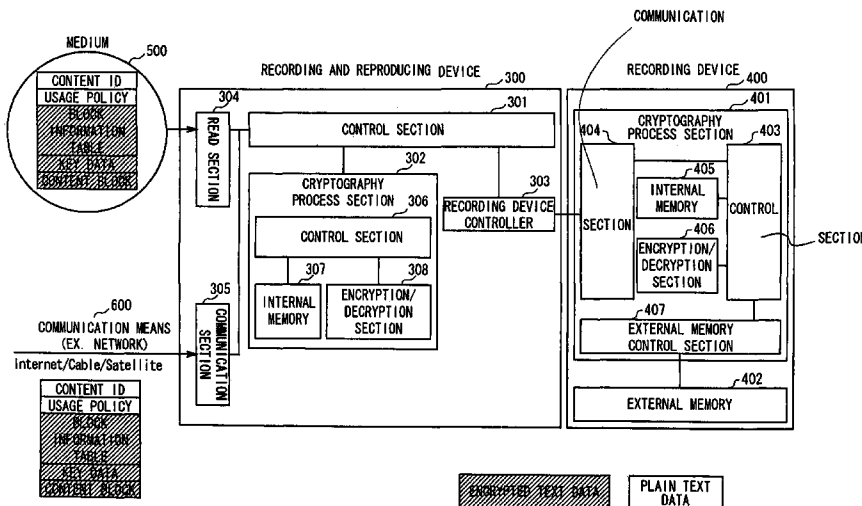 COMMUNICATION
MEDIUM
500
CONTENT ID
USAGE POLICY
BLOCK
INFORMATION
TABLE
KEY DATA
CONTENT BLOCK
RECORDING AND REPRODUCING DEVICE
300
304
READ SECTION
301
CONTROL SECTION
302
CRYPTOGRAPHY
PROCESS SECTION
306
CONTROL SECTION
307
INTERNAL
MEMORY
308
ENCRYPTION/
DECRYPTION
SECTION
303
RECORDING DEVICE
CONTROLLER
305
COMMUNICATION
SECTION
RECORDING DEVICE
400
401
CRYPTOGRAPHY
PROCESS SECTION
404
403
SECTION
405
INTERNAL
MEMORY
CONTROL
406
ENCRYPTION/
DECRYPTION
SECTION
SECTION
407
EXTERNAL MEMORY
CONTROL SECTION
402
EXTERNAL MEMORY
600
COMMUNICATION MEANS
(EX. NETWORK)
Internet/Cable/Satellite
CONTENT ID
USAGE POLICY
BLOCK
INFORMATION
TABLE
KEY DATA
CONTENT BLOCK
ENCRYPTED TEXT DATA
PLAIN TEXT
DATA